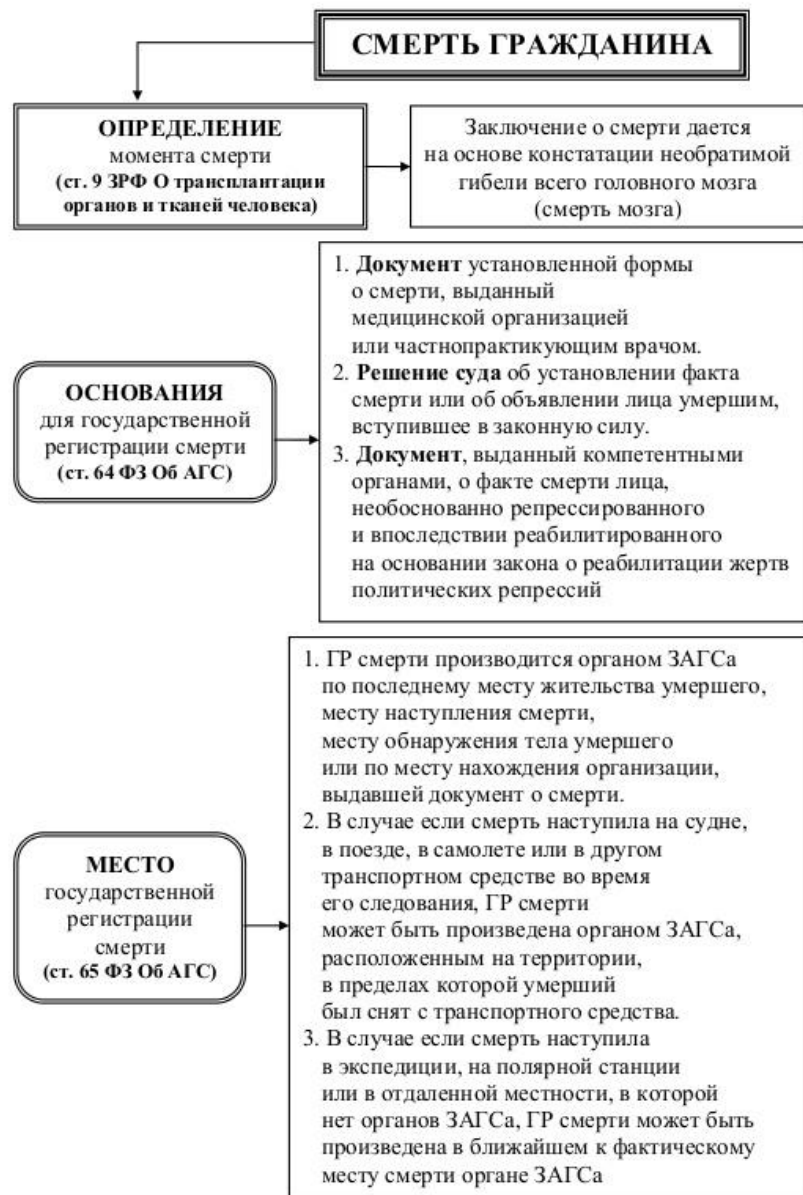 СМЕРТЬ ГРАЖДАНИНА
ОПРЕДЕЛЕНИЕ
момента смерти
(ст. 9 ЗРФ О трансплантации
органов и тканей человека)
Заключение о смерти дается
на основе констатации необратимой
гибели всего головного мозга
(смерть мозга)
ОСНОВАНИЯ
для государственной
регистрации смерти
(ст. 64 ФЗ Об АГС)
1. Документ установленной формы
о смерти, выданный
медицинской организацией
или частнопрактикующим врачом.
2. Решение суда об установлении факта
смерти или об объявлении лица умершим,
вступившее в законную силу.
3. Документ, выданный компетентными
органами, о факте смерти лица,
необоснованно репрессированного
и впоследствии реабилитированного
на основании закона о реабилитации жертв
политических репрессий
МЕСТО
государственной
регистрации
смерти
(ст. 65 ФЗ Об АГС)
1. ГР смерти производится органом ЗАГСа
по последнему месту жительства умершего,
месту наступления смерти,
месту обнаружения тела умершего
или по месту нахождения организации,
выдавшей документ о смерти.
2. В случае если смерть наступила на судне,
в поезде, в самолете или в другом
транспортном средстве во время
его следования, ГР смерти
может быть произведена органом ЗАГСа,
расположенным на территории,
в пределах которой умерший
был снят с транспортного средства.
3. В случае если смерть наступила
в экспедиции, на полярной станции
или в отдаленной местности, в которой
нет органов ЗАГСа, ГР смерти может быть
произведена в ближайшем к фактическому
месту смерти органе ЗАГСа